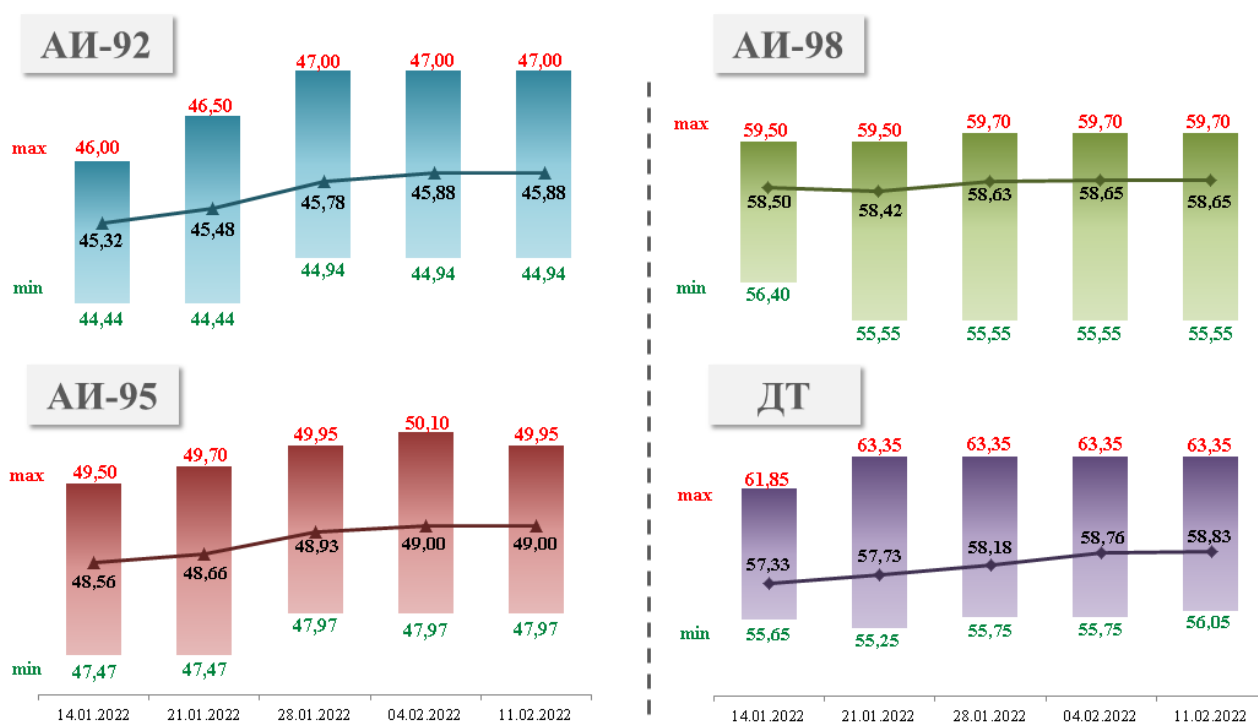 АИ-92
max
46,00 46,50 47,00 47,00 47,00
45,32 45,48 45,78 45,88 45,88
min
44,44 44,44 44,94 44,94 44,94
АИ-95
max
49,50 49,70 49,95 50,10 49,95
48,56 48,66 48,93 49,00 49,00
min
47,47 47,47 47,97 47,97 47,97
14.01.2022 21.01.2022 28.01.2022 04.02.2022 11.02.2022
АИ-98
max
59,50 59,50 59,70 59,70 59,70
58,50 58,42 58,63 58,65 58,65
min
56,40 55,55 55,55 55,55 55,55
ДТ
max
61,85 63,35 63,35 63,35 63,35
57,33 57,73 58,18 58,76 58,83
min
55,65 55,25 55,75 55,75 56,05
14.01.2022 21.01.2022 28.01.2022 04.02.2022 11.02.2022